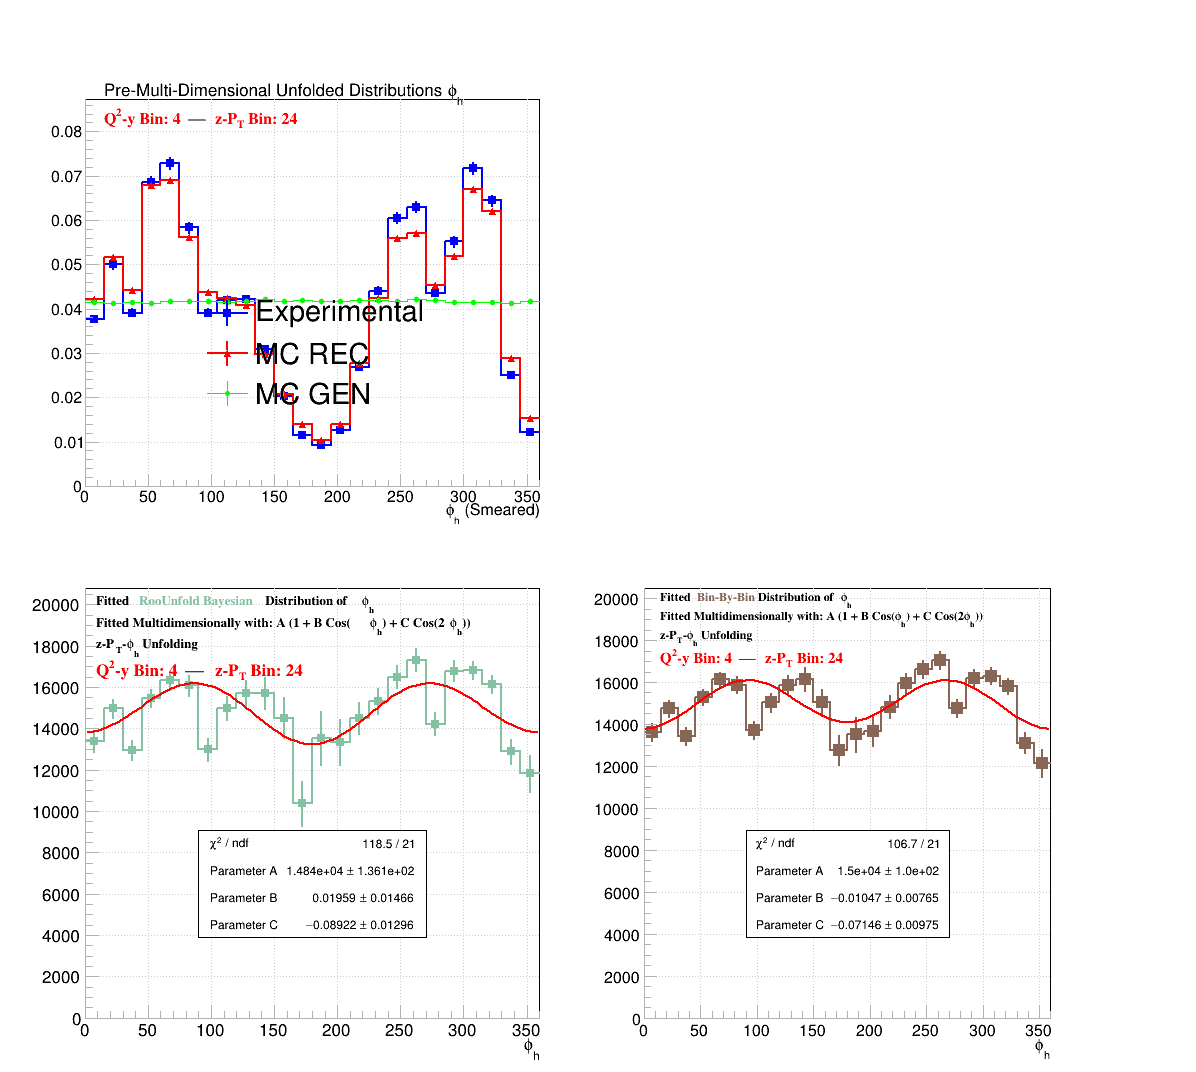 Pre-Multi-Dimensional Unfolded Distributions ϕh
Q2-y Bin: 4 — z-PT Bin: 24
0.08
0.07
0.06
0.05
0.04
0.03
0.02
0.01
0
Experimental
MC REC
MC GEN
0 50 100 150 200 250 300 350
ϕh (Smeared)
Fitted RooUnfold Bayesian Distribution of ϕh
Fitted Multidimensionally with: A (1 + B Cos( ϕh) + C Cos(2 ϕh))
z-PT-ϕh Unfolding
Q2-y Bin: 4 — z-PT Bin: 24
20000
18000
16000
14000
12000
10000
8000
6000
4000
2000
0
χ2 / ndf 118.5 / 21
Parameter A 1.484e+04 ± 1.361e+02
Parameter B 0.01959 ± 0.01466
Parameter C −0.08922 ± 0.01296
0 50 100 150 200 250 300 350
ϕh
Fitted Bin-By-Bin Distribution of ϕh
Fitted Multidimensionally with: A (1 + B Cos(ϕh) + C Cos(2ϕh))
z-PT-ϕh Unfolding
Q2-y Bin: 4 — z-PT Bin: 24
20000
18000
16000
14000
12000
10000
8000
6000
4000
2000
0
χ2 / ndf 106.7 / 21
Parameter A 1.5e+04 ± 1.0e+02
Parameter B −0.01047 ± 0.00765
Parameter C −0.07146 ± 0.00975
0 50 100 150 200 250 300 350
ϕh